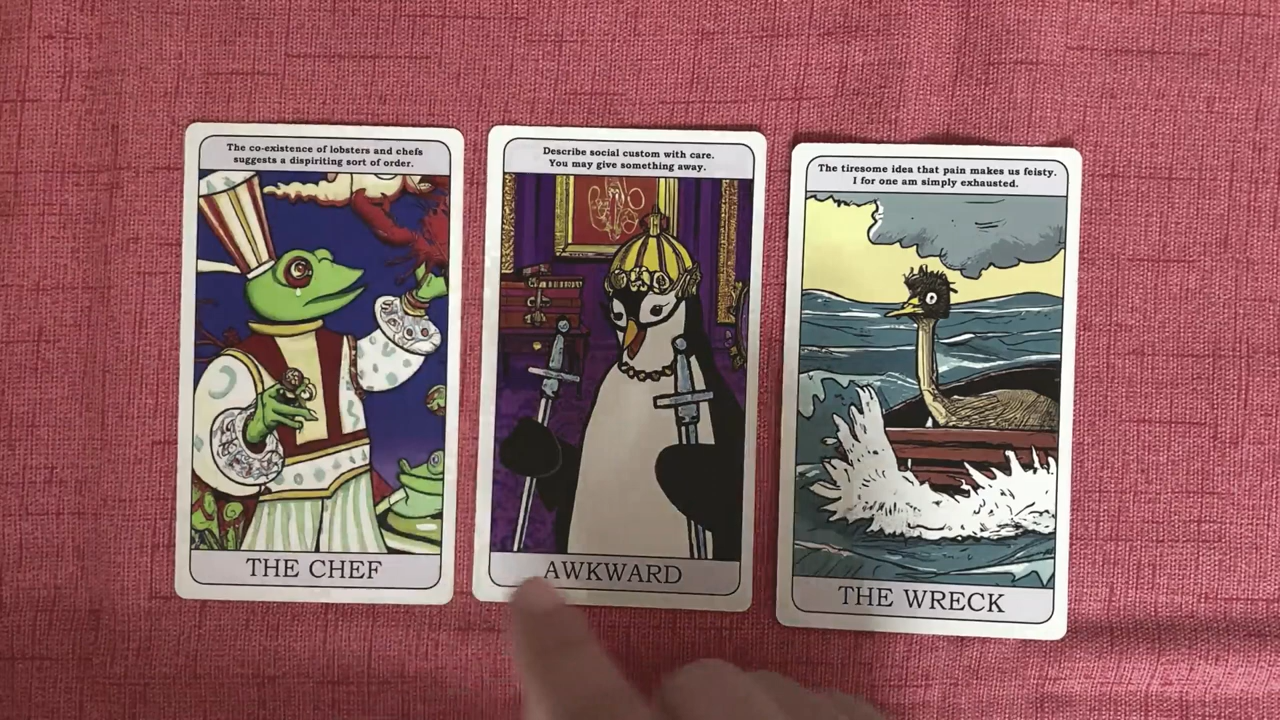 The co-existence of lobsters and chefs
suggests a dispiriting sort of order.
THE CHEF
Describe social custom with care.
You may give something away.
AWKWARD
The tiresome idea that pain makes us feisty.
I for one am simply exhausted.
THE WRECK